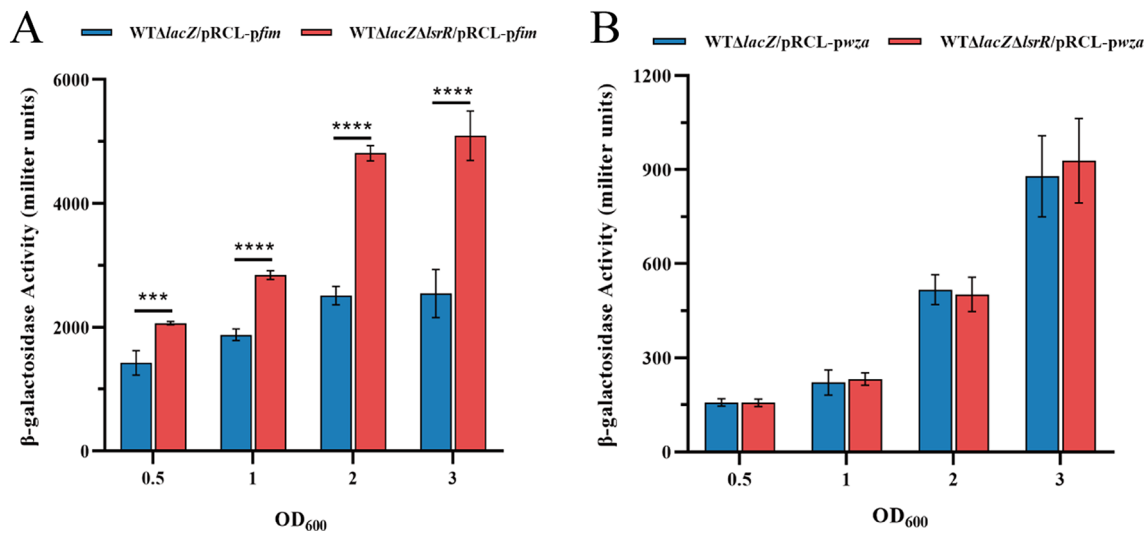 A
WTΔlacZ/pRCL-pfim WTΔlacZΔlsrR/pRCL-pfim
β-galactosidase Activity (militer units)
6000
4000
2000
0
***
****
****
****
0.5 1 2 3
OD600
B
WTΔlacZ/pRCL-pwza WTΔlacZΔlsrR/pRCL-pwza
β-galactosidase Activity (militer units)
1200
900
600
300
0
0.5 1 2 3
OD600